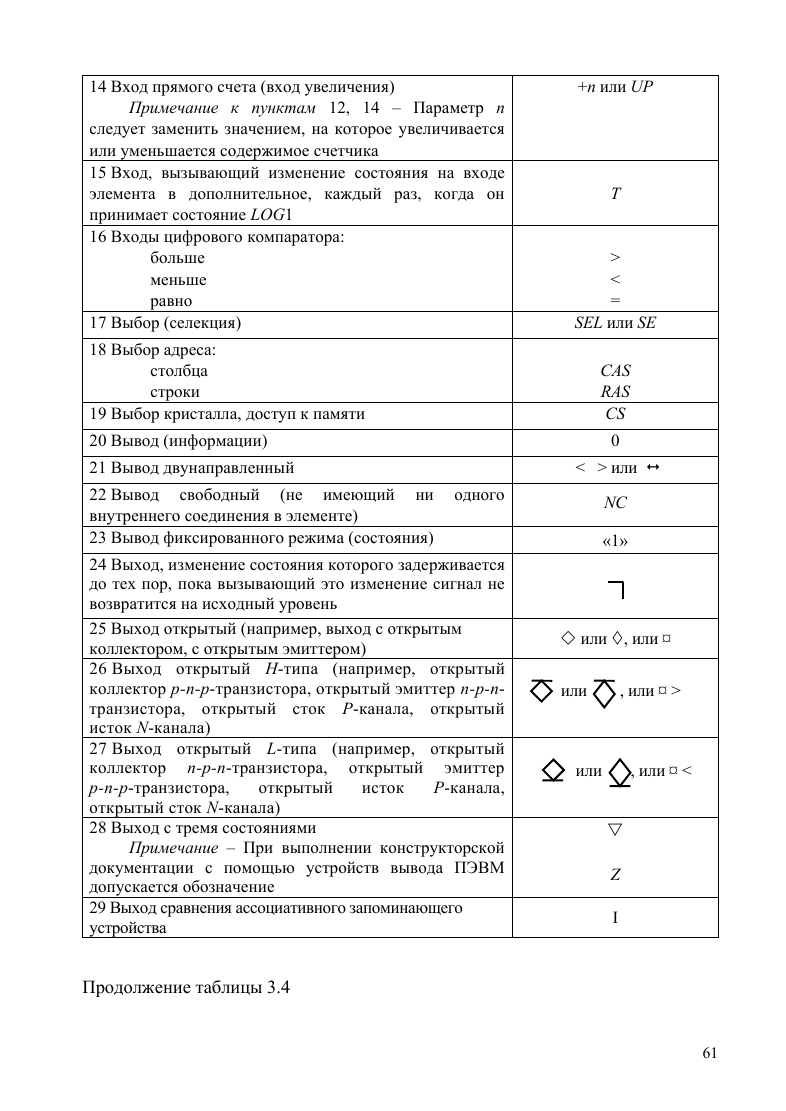 14 Вход прямого счета (вход увеличения) +n или UP
Примечание к пунктам 12, 14 – Параметр n
следует заменить значением, на которое увеличивается
или уменьшается содержимое счетчика
15 Вход, вызывающий изменение состояния на входе
элемента в дополнительное, каждый раз, когда он T
принимает состояние LOG1
16 Входы цифрового компаратора:
больше >
меньше <
равно =
17 Выбор (селекция) SEL или SE
18 Выбор адреса:
столбца CAS
строки RAS
19 Выбор кристалла, доступ к памяти CS
20 Вывод (информации) 0
21 Вывод двунаправленный < > или ↔
22 Вывод свободный (не имеющий ни одного
внутреннего соединения в элементе) NC
23 Вывод фиксированного режима (состояния) «1»
24 Выход, изменение состояния которого задерживается
до тех пор, пока вызывающий это изменение сигнал не ┐
возвратится на исходный уровень
25 Выход открытый (например, выход с открытым
коллектором, с открытым эмиттером) ◇ или ◊, или ¤
26 Выход открытый H-типа (например, открытый
коллектор p-n-p-транзистора, открытый эмиттер n-p-n-
или , или ¤ >
транзистора, открытый сток P-канала, открытый
исток N-канала)
27 Выход открытый L-типа (например, открытый
коллектор n-p-n-транзистора, открытый эмиттер
или , или ¤ <
p-n-p-транзистора, открытый исток P-канала,
открытый сток N-канала)
28 Выход с тремя состояниями ▽
Примечание – При выполнении конструкторской
документации с помощью устройств вывода ПЭВМ Z
допускается обозначение
29 Выход сравнения ассоциативного запоминающего
устройства I
Продолжение таблицы 3.4
61